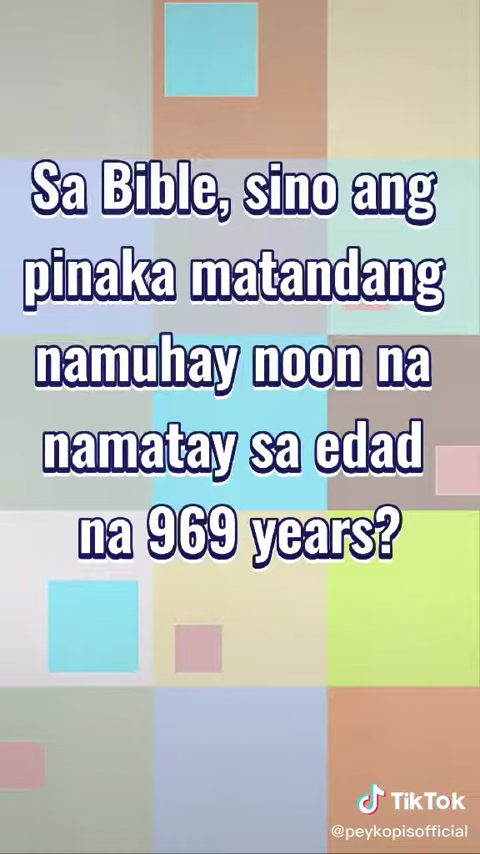 Sa Bible, sino ang
pinaka matandang
namuhay noon na
namatay sa edad
na 969 years?
TikTok
@peykopisofficial